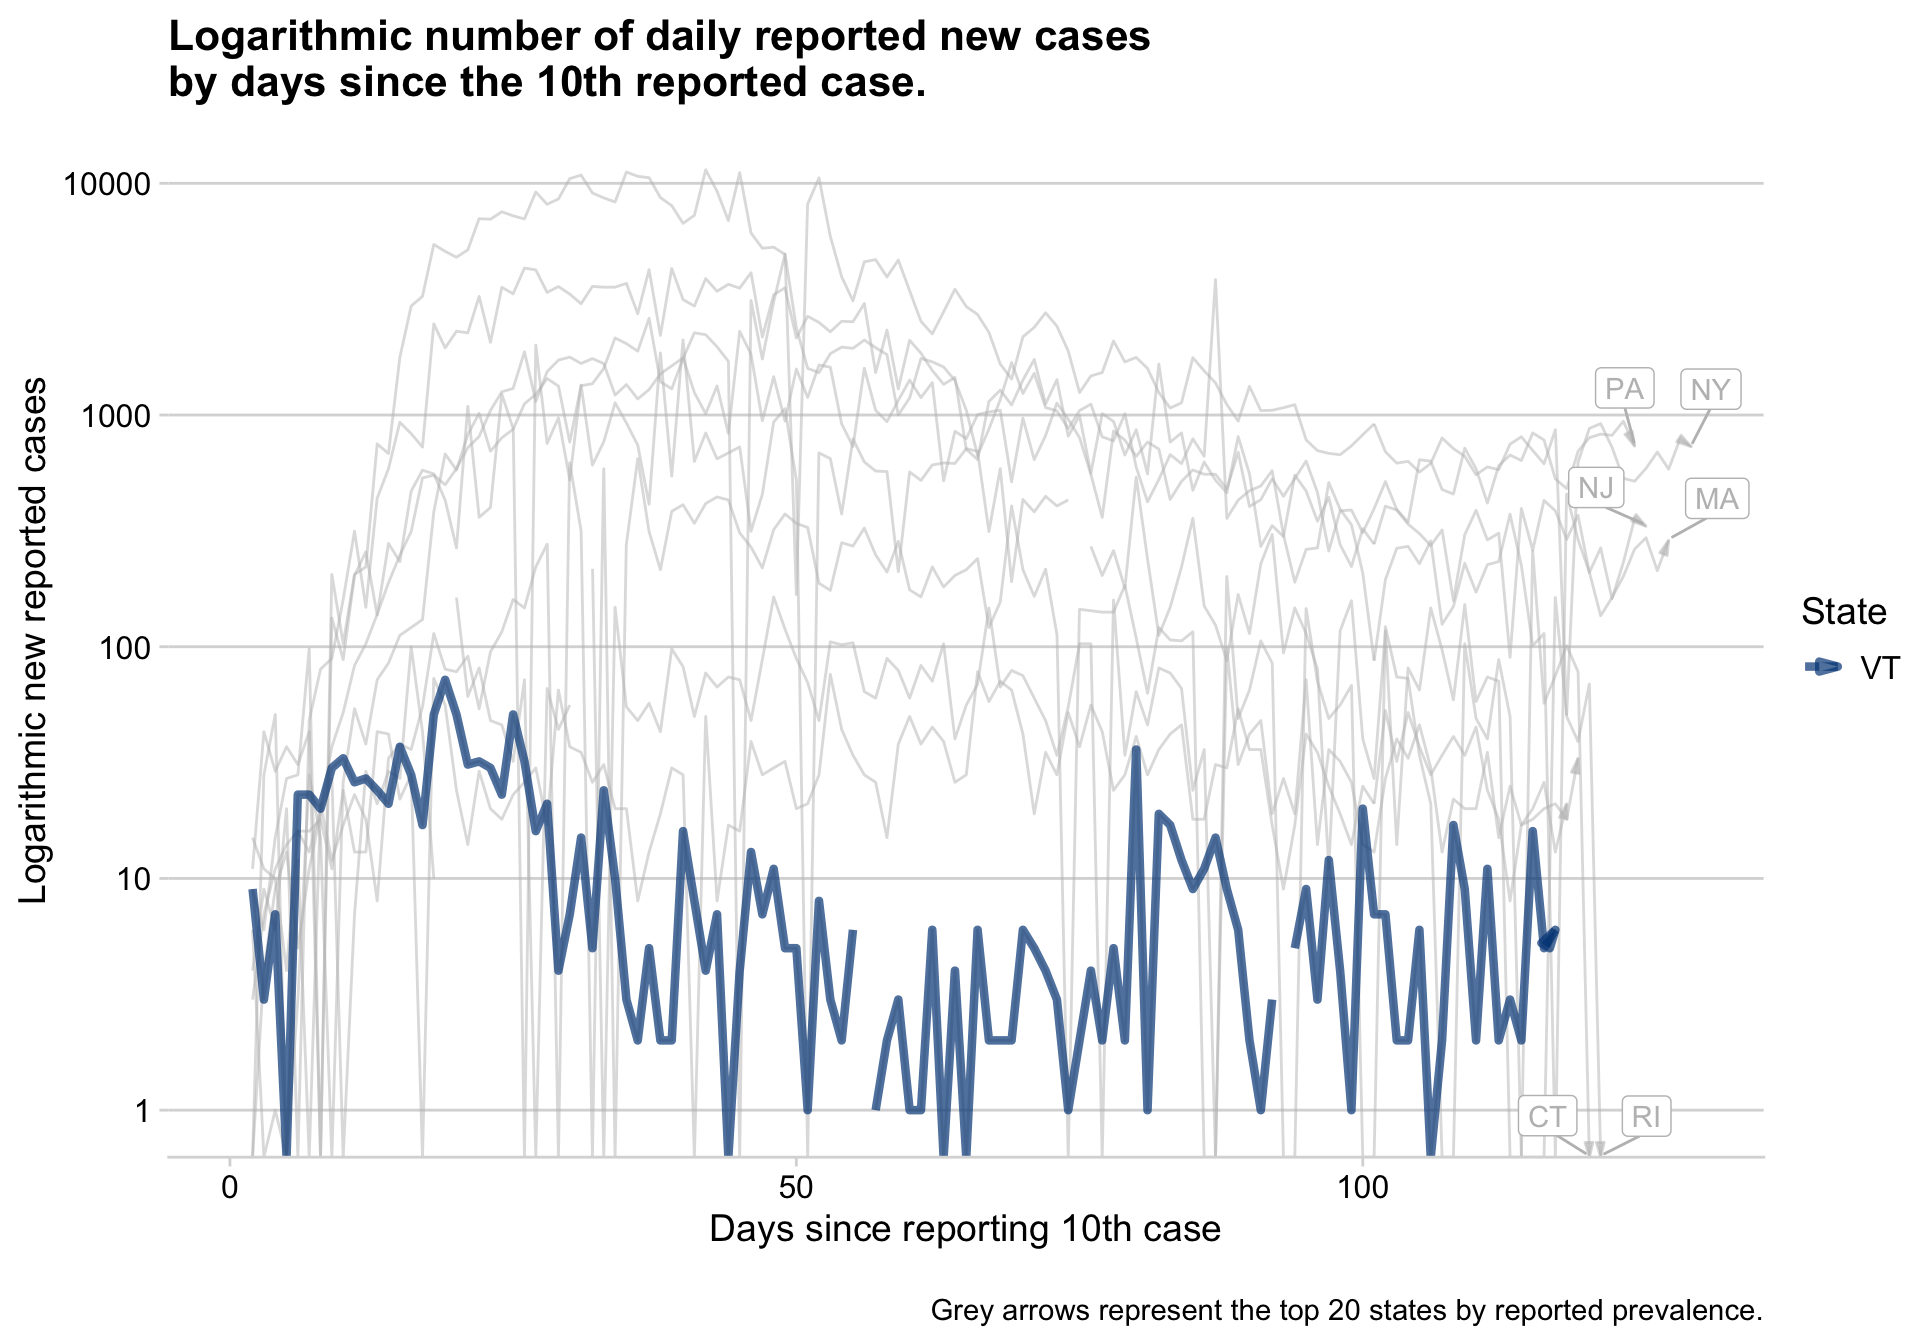 Logarithmic number of daily reported new cases
by days since the 10th reported case.
Logarithmic new reported cases
10000
1000
100
10
1
PA
NY
NJ
MA
CT
RI
State
VT
0
50
100
Days since reporting 10th case
Grey arrows represent the top 20 states by reported prevalence.